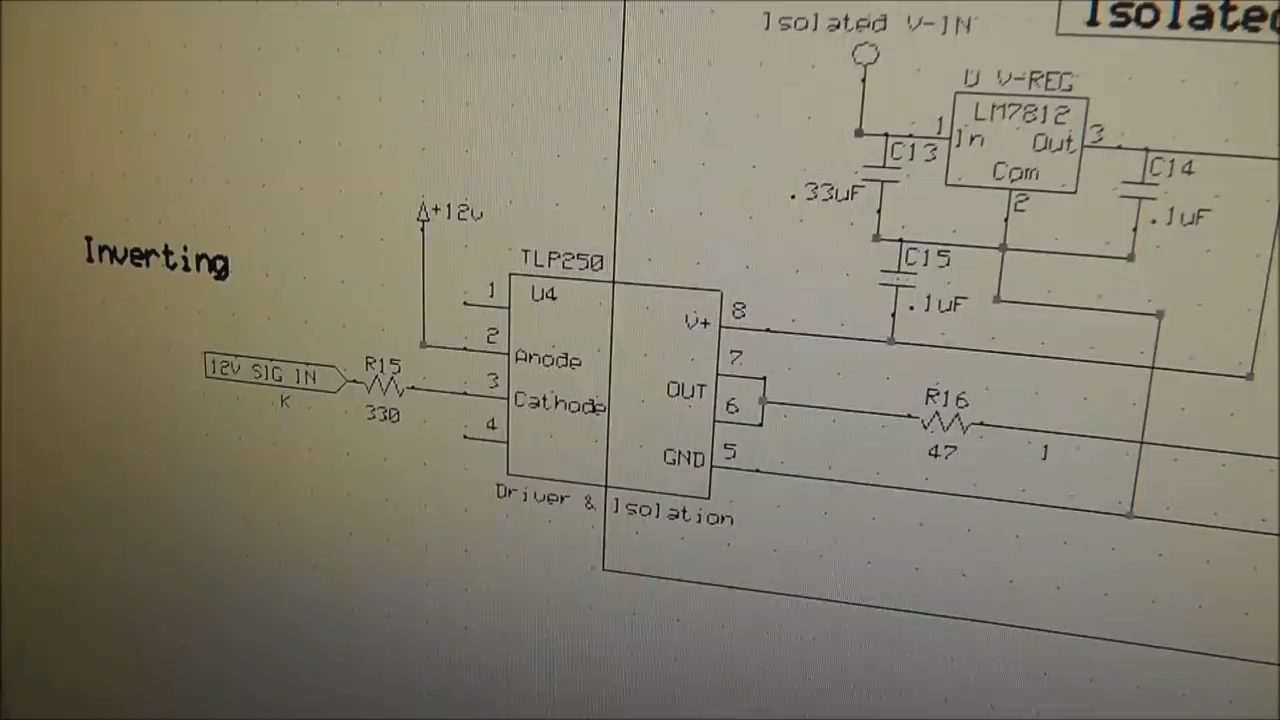 Isolated V-IN
Isolated
U V-REG
LM7812
1
In
Out
3
Com
2
C13
.33uF
C14
.1uF
C15
.1uF
+12v
Inverting
TLP250
U4
1
2
Anode
3
Cathode
4
V+
8
7
OUT
6
GND
5
12V SIG IN
K
R15
330
R16
47
1
Driver & Isolation